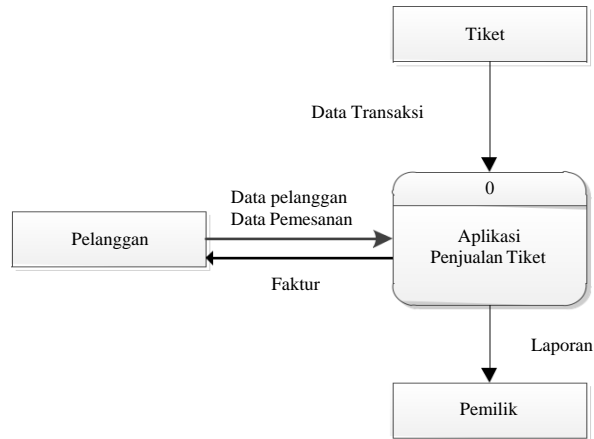 Tiket
Data Transaksi
0
Data pelanggan
Data Pemesanan
Pelanggan
Aplikasi
Penjualan Tiket
Faktur
Laporan
Pemilik